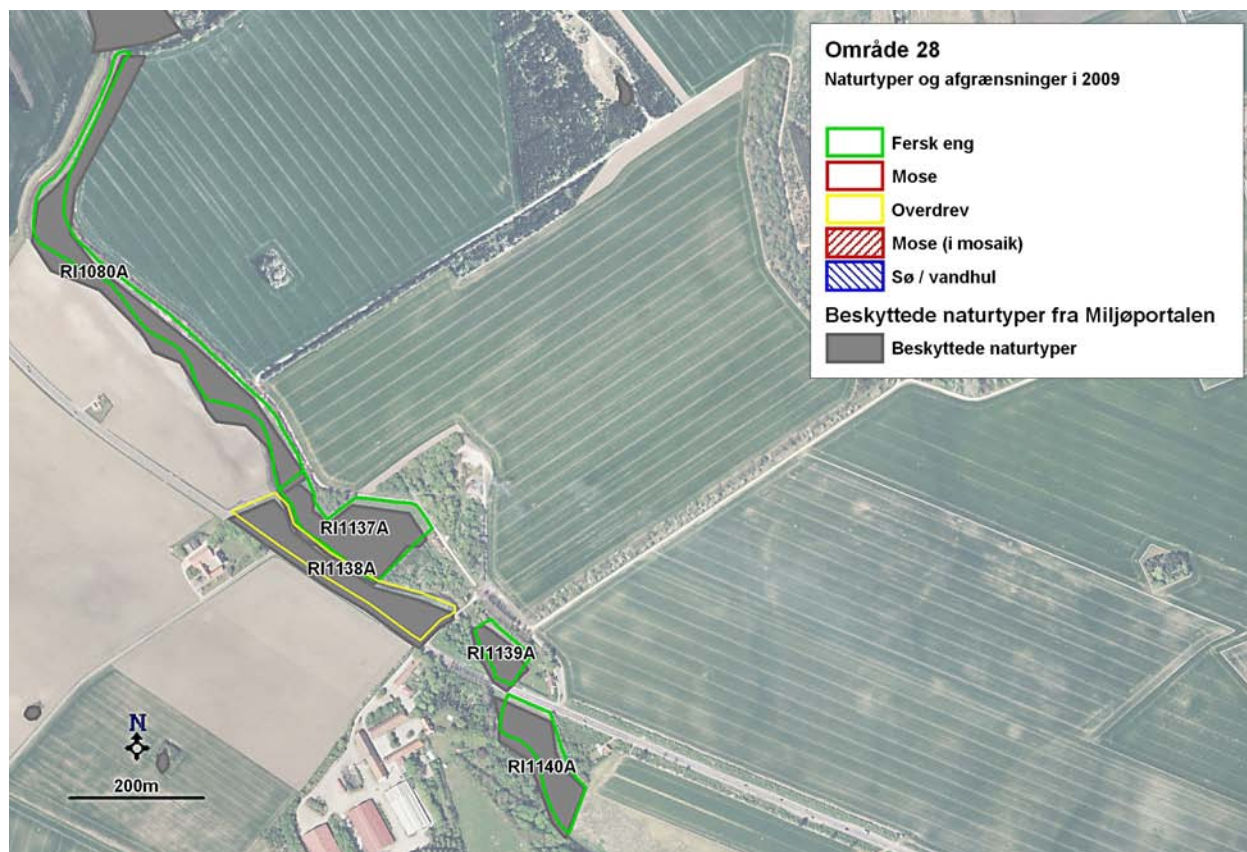 Område 28
Naturtyper og afgrænsninger i 2009
Fersk eng
Mose
Overdrev
Mose (i mosaik)
Sø / vandhul
Beskyttede naturtyper fra Miljøportalen
Beskyttede naturtyper
RI1080A
RI1137A
RI1138A
RI1139A
RI1140A
N
200m